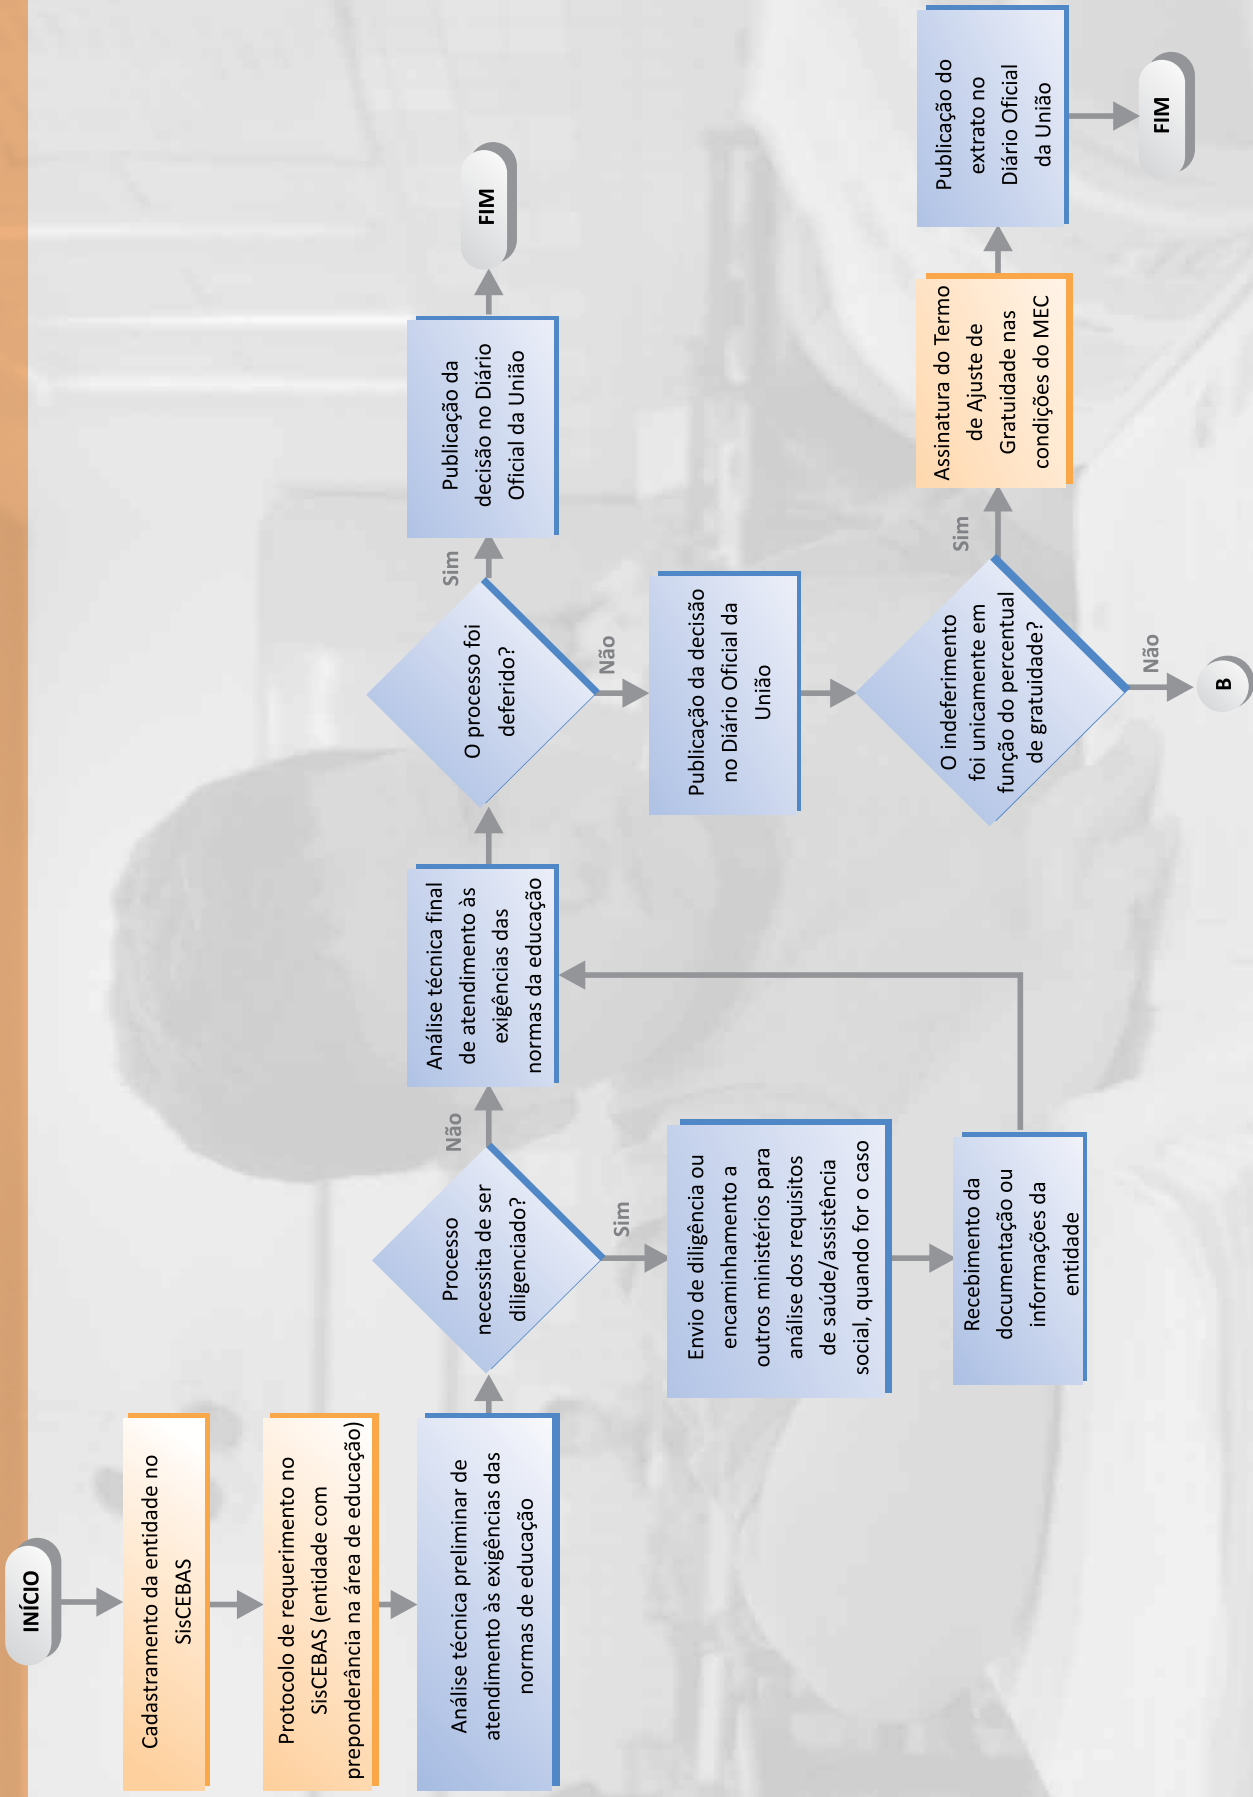 INÍCIO
Cadastramento da entidade no
SisCEBAS
Protocolo de requerimento no
SisCEBAS (entidade com
preponderância na área de educação)
Análise técnica preliminar de
atendimento às exigências das
normas de educação
Processo
necessita de ser
diligenciado?
Não
Sim
Envio de diligência ou
encaminhamento a
outros ministérios para
análise dos requisitos
de saúde/assistência
social, quando for o caso
Recebimento da
documentação ou
informações da
entidade
Análise técnica final
de atendimento às
exigências das
normas da educação
O processo foi
deferido?
Sim
Não
Publicação da
decisão no Diário
Oficial da União
FIM
Publicação da decisão
no Diário Oficial da
União
O indeferimento
foi unicamente em
função do percentual
de gratuidade?
Sim
Não
B
Assinatura do Termo
de Ajuste de
Gratuidade nas
condições do MEC
Publicação do
extrato no
Diário Oficial
da União
FIM